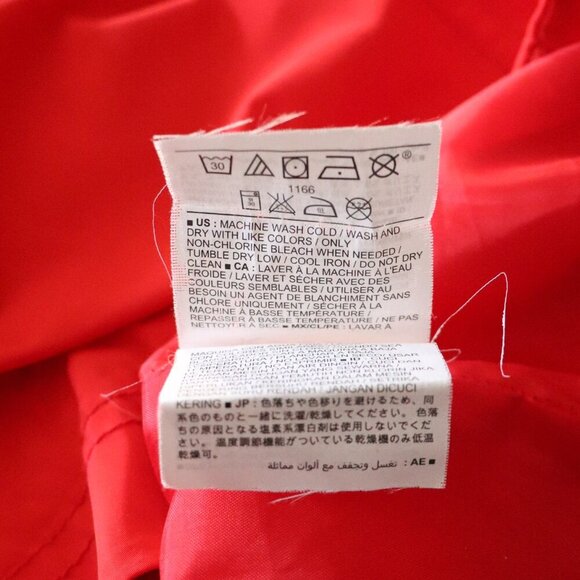 30
®
1166
■ US : MACHINE WASH COLD / WASH AND
DRY WITH LIKE COLORS / ONLY
NON-CHLORINE BLEACH WHEN NEEDED /
TUMBLE DRY LOW / COOL IRON / DO NOT DRY
CLEAN ■ CA : LAVER À LA MACHINE À L'EAU
FROIDE / LAVER ET SÉCHER AVEC DES
COULEURS SEMBLABLES / UTILISER AU
BESOIN UN AGENT DE BLANCHIMENT SANS
CHLORE UNIQUEMENT / SÉCHER À
BASSE TEMPÉRATURE /
REPASSER À BASSE TEMPÉRATURE / NE PAS
NETTOYER À SEC ■ MX/CL/PE : LAVAR A
JANGAN DICUCI
KERING ■ JP : 色落ちや色移りを避けるため、同
系色のものと一緒に洗濯/乾燥してください。 色落
ちの原因となる塩素系漂白剤は使用しないでくだ
さい。 温度調節機能がついている乾燥機のみ低温
乾燥可。
■ AE : تغسل وتجفف مع ألوان مماثلة